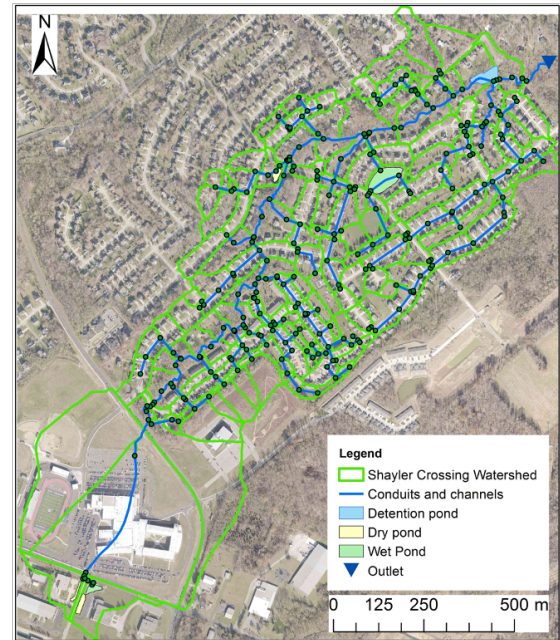 N
Legend
Shayler Crossing Watershed
Conduits and channels
Detention pond
Dry pond
Wet Pond
Outlet
0 125 250 500 m